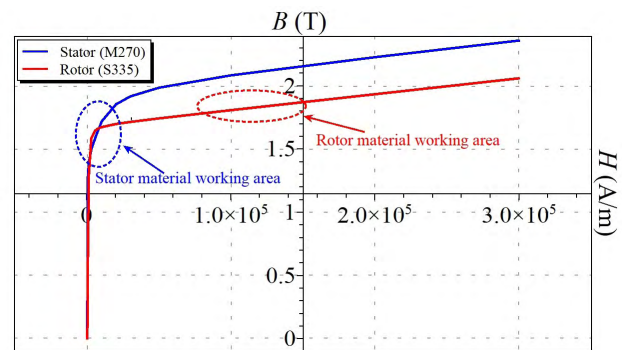 B (T)
Stator (M270)
Rotor (S335)
2
Rotor material working area
1.5
Stator material working area
H (A/m)
0
1.0×10⁵
1
2.0×10⁵
3.0×10⁵
0.5
0